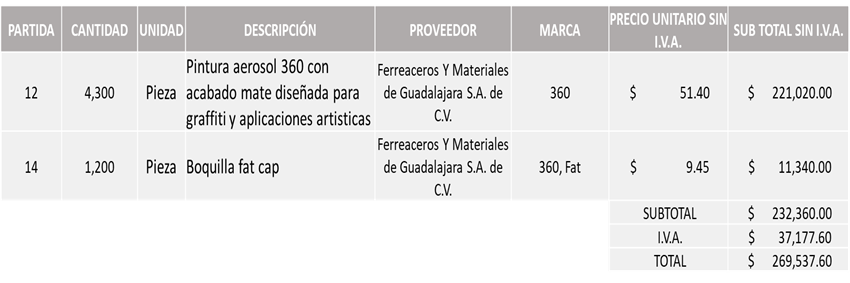 PARTIDA CANTIDAD UNIDAD DESCRIPCIÓN PROVEEDOR MARCA PRECIO UNITARIO SIN I.V.A. SUB TOTAL SIN I.V.A.
12 4,300 Pieza Pintura aerosol 360 con acabado mate diseñada para graffiti y aplicaciones artisticas Ferreaceros Y Materiales de Guadalajara S.A. de C.V. 360 $ 51.40 $ 221,020.00
14 1,200 Pieza Boquilla fat cap Ferreaceros Y Materiales de Guadalajara S.A. de C.V. 360, Fat $ 9.45 $ 11,340.00
SUBTOTAL $ 232,360.00
I.V.A. $ 37,177.60
TOTAL $ 269,537.60